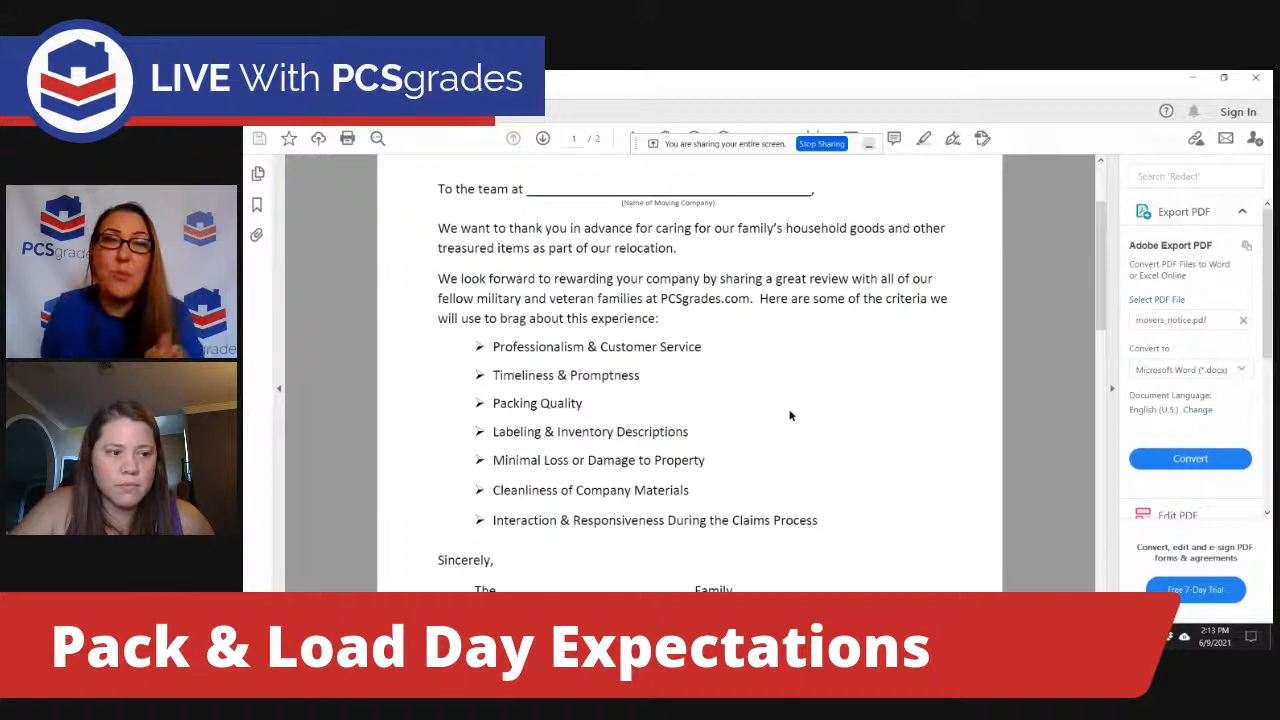 LIVE With PCSgrades
Sign In
1 / 2
You are sharing your entire screen.
Stop Sharing
To the team at ,
(Name of Moving Company)
We want to thank you in advance for caring for our family's household goods and other
treasured items as part of our relocation.
We look forward to rewarding your company by sharing a great review with all of our
fellow military and veteran families at PCSgrades.com. Here are some of the criteria we
will use to brag about this experience:
Professionalism & Customer Service
Timeliness & Promptness
Packing Quality
Labeling & Inventory Descriptions
Minimal Loss or Damage to Property
Cleanliness of Company Materials
Interaction & Responsiveness During the Claims Process
Sincerely,
The Family
Search 'Redact'
Export PDF
Adobe Export PDF
Convert PDF Files to Word
or Excel Online
Select PDF File
movers_notice.pdf
Convert to
Microsoft Word (*.docx)
Document Language:
English (U.S.) Change
Convert
Edit PDF
Convert, edit and e-sign PDF
forms & agreements
Free 7-Day Trial
2:13 PM
6/9/2021
PCSgrade
grades
Pack & Load Day Expectations